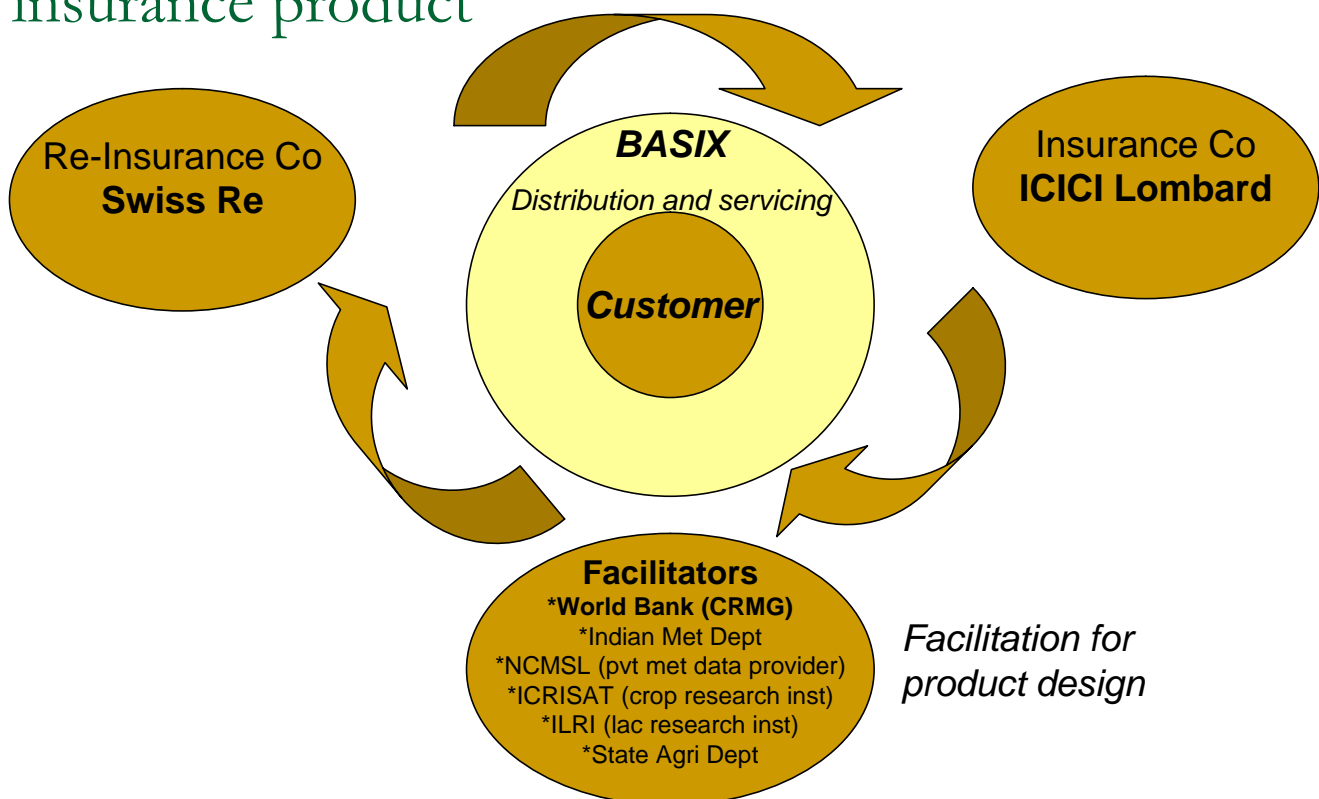 insurance product
Re-Insurance Co
Swiss Re
BASIX
Distribution and servicing
Customer
Insurance Co
ICICI Lombard
Facilitators
*World Bank (CRMG)
*Indian Met Dept
*NCMSL (pvt met data provider)
*ICRISAT (crop research inst)
*ILRI (lac research inst)
*State Agri Dept
Facilitation for
product design